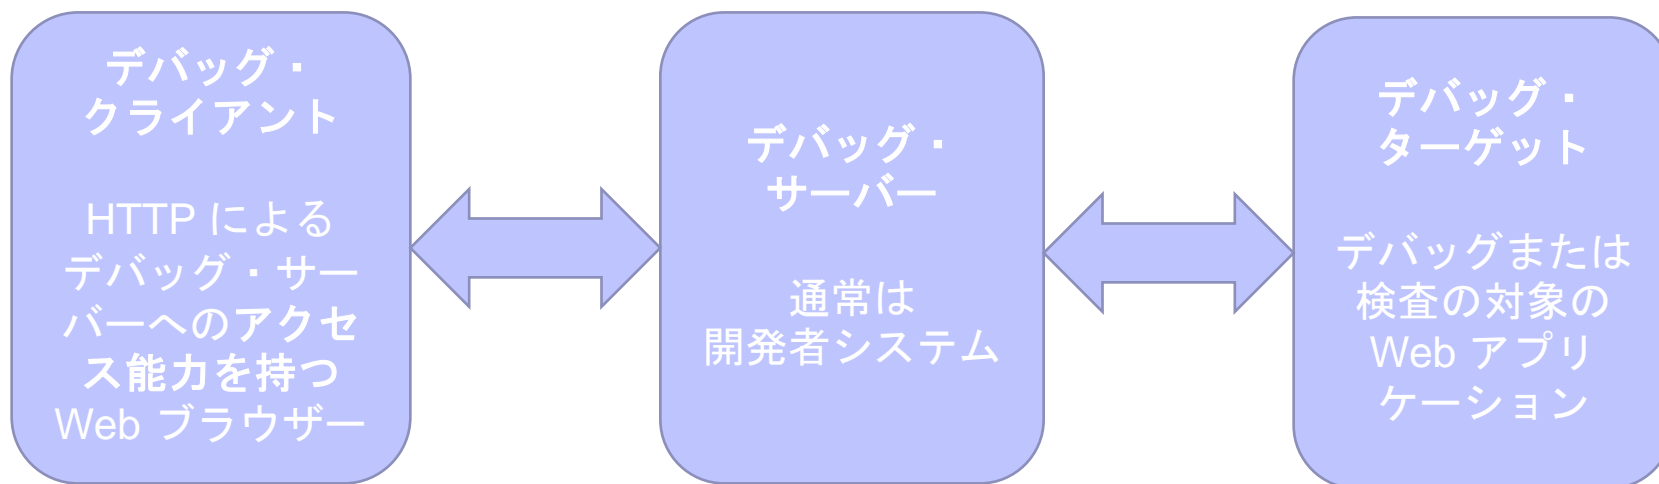 デバッグ・
クライアント
HTTP による
デバッグ・サー
バーへのアクセ
ス能力を持つ
Web ブラウザー
デバッグ・
サーバー
通常は
開発者システム
デバッグ・
ターゲット
デバッグまたは
検査の対象の
Web アプリ
ケーション